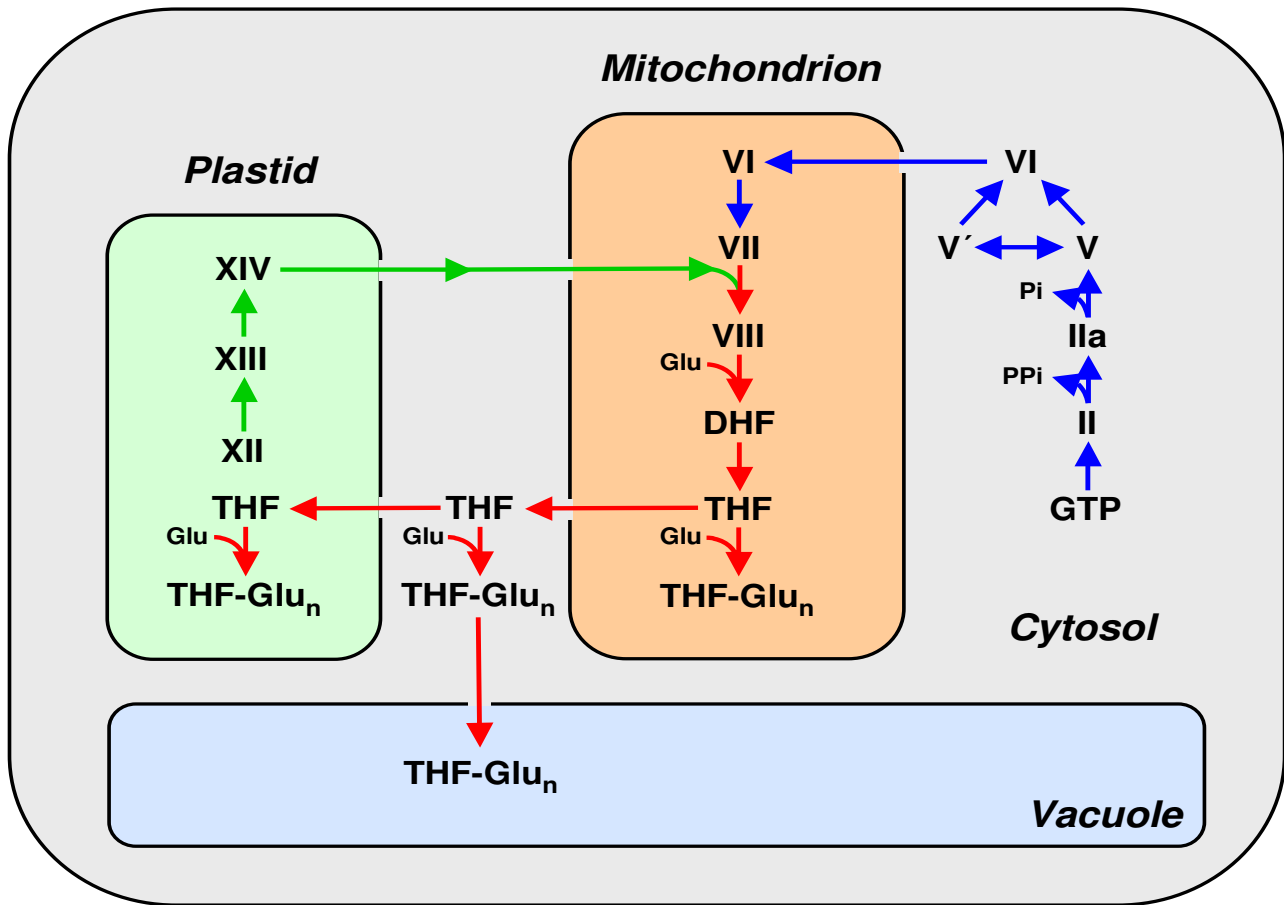 Mitochondrion
Plastid
VI
VI
VII
V´
V
XIV
Pi
VIII
IIa
XIII
Glu
PPi
DHF
II
XII
THF
THF
THF
GTP
Glu
Glu
Glu
THF-Glun
THF-Glun
THF-Glun
Cytosol
THF-Glun
Vacuole